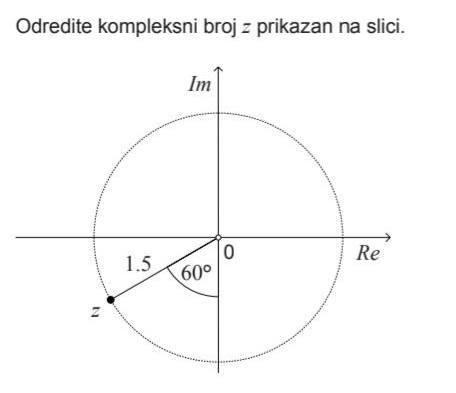 Odredite kompleksni broj z prikazan na slici.
Im
0
Re
1.5
60°
z